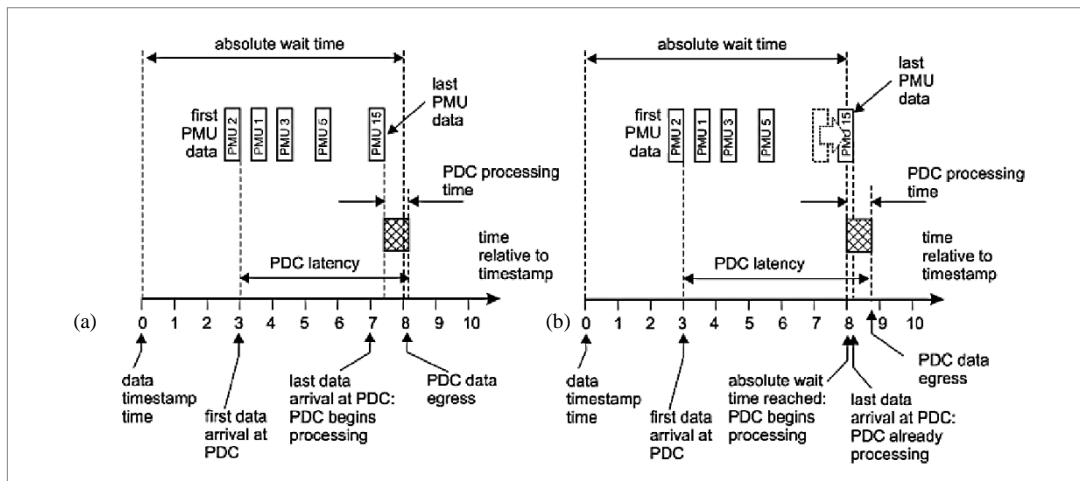 absolute wait time
first
PMU
data
PMU 2
PMU 1
PMU 3
PMU 5
PMU 15
last
PMU
data
PDC processing
time
PDC latency
time
relative to
timestamp
(a)
0 1 2 3 4 5 6 7 8 9 10
data
timestamp
time
first data
arrival at
PDC
last data
arrival at PDC:
PDC begins
processing
PDC data
egress
absolute wait time
first
PMU
data
PMU 2
PMU 1
PMU 3
PMU 5
PMU 15
last
PMU
data
PDC processing
time
PDC latency
time
relative to
timestamp
(b)
0 1 2 3 4 5 6 7 8 9 10
data
timestamp
time
first data
arrival at
PDC
absolute wait
time reached:
PDC begins
processing
last data
arrival at PDC:
PDC already
processing
PDC data
egress